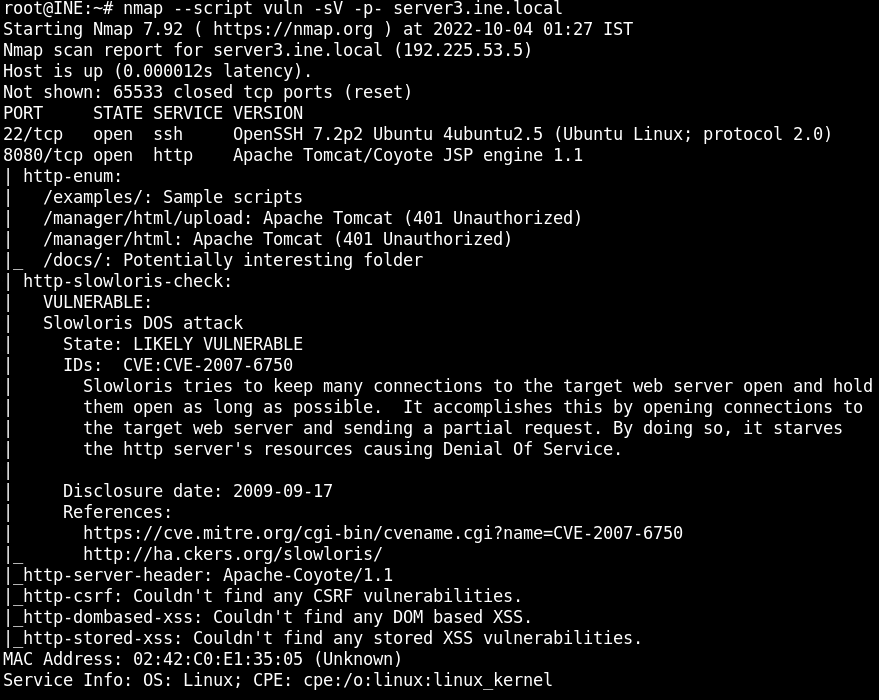 root@INE:~# nmap --script vuln -sV -p- server3.ine.local
Starting Nmap 7.92 ( https://nmap.org ) at 2022-10-04 01:27 IST
Nmap scan report for server3.ine.local (192.225.53.5)
Host is up (0.000012s latency).
Not shown: 65533 closed tcp ports (reset)
PORT     STATE SERVICE VERSION
22/tcp   open  ssh     OpenSSH 7.2p2 Ubuntu 4ubuntu2.5 (Ubuntu Linux; protocol 2.0)
8080/tcp open  http    Apache Tomcat/Coyote JSP engine 1.1
| http-enum:
|   /examples/: Sample scripts
|   /manager/html/upload: Apache Tomcat (401 Unauthorized)
|   /manager/html: Apache Tomcat (401 Unauthorized)
|_  /docs/: Potentially interesting folder
| http-slowloris-check:
|   VULNERABLE:
|   Slowloris DOS attack
|     State: LIKELY VULNERABLE
|     IDs:  CVE:CVE-2007-6750
|       Slowloris tries to keep many connections to the target web server open and hold
|       them open as long as possible.  It accomplishes this by opening connections to
|       the target web server and sending a partial request. By doing so, it starves
|       the http server's resources causing Denial Of Service.
|
|     Disclosure date: 2009-09-17
|     References:
|       https://cve.mitre.org/cgi-bin/cvename.cgi?name=CVE-2007-6750
|_      http://ha.ckers.org/slowloris/
|_http-server-header: Apache-Coyote/1.1
|_http-csrf: Couldn't find any CSRF vulnerabilities.
|_http-dombased-xss: Couldn't find any DOM based XSS.
|_http-stored-xss: Couldn't find any stored XSS vulnerabilities.
MAC Address: 02:42:C0:E1:35:05 (Unknown)
Service Info: OS: Linux; CPE: cpe:/o:linux:linux_kernel